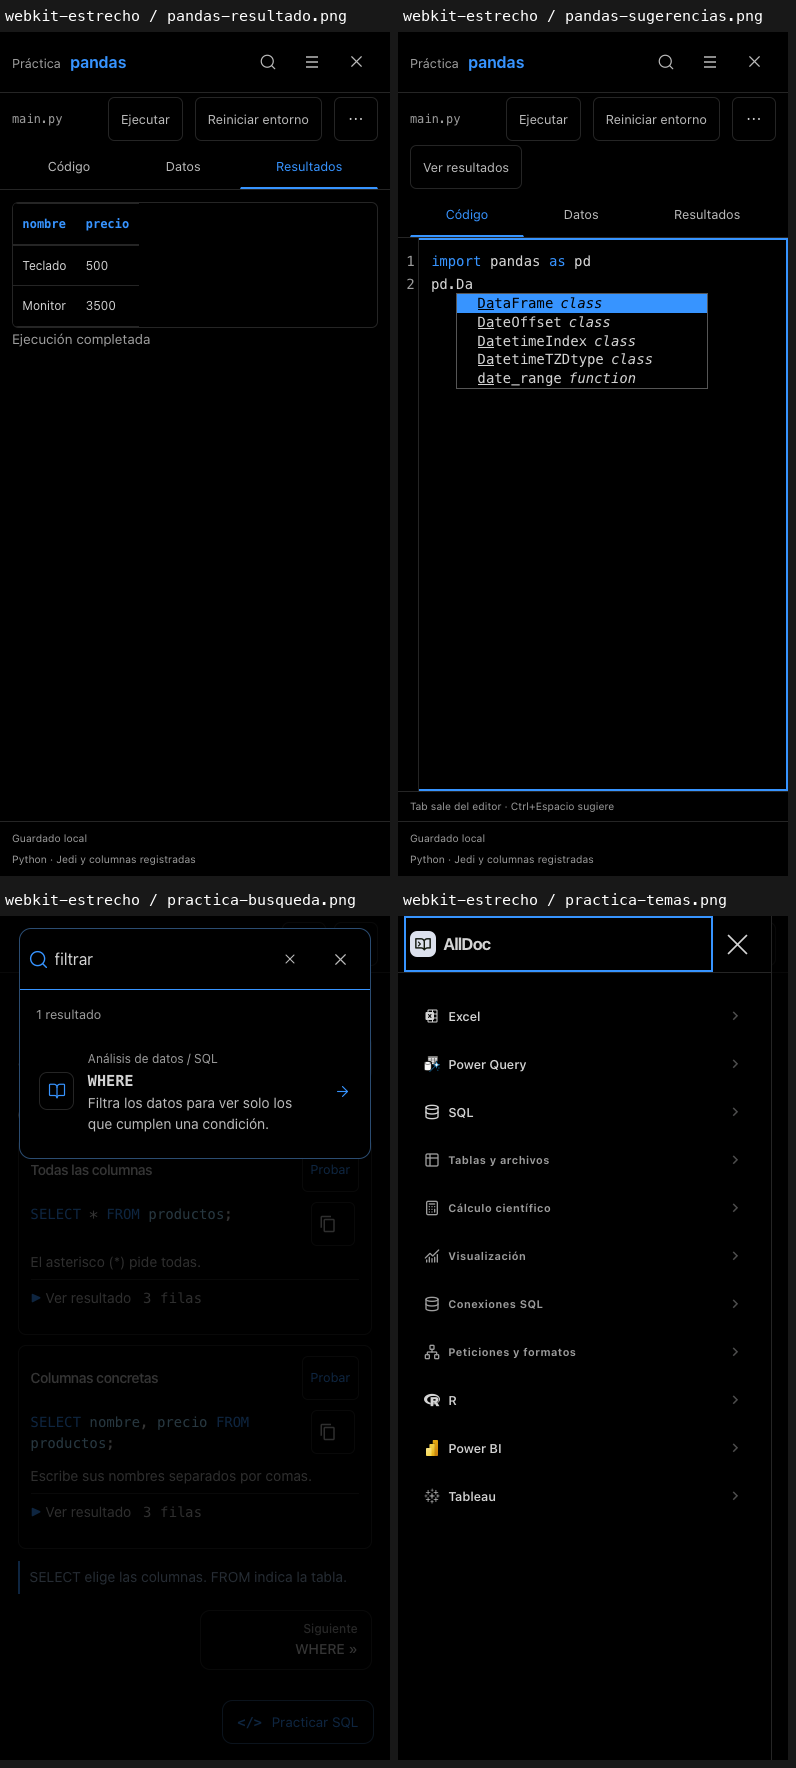 webkit-estrecho / pandas-resultado.png
Práctica pandas
main.py Ejecutar Reiniciar entorno ...
Código Datos Resultados
nombre precio
Teclado 500
Monitor 3500
Ejecución completada
Guardado local
Python · Jedi y columnas registradas
webkit-estrecho / pandas-sugerencias.png
Práctica pandas
main.py Ejecutar Reiniciar entorno ...
Ver resultados
Código Datos Resultados
1 import pandas as pd
2 pd.Da
DataFrame class
DateOffset class
DatetimeIndex class
DatetimeTZDtype class
date_range function
Tab sale del editor · Ctrl+Espacio sugiere
Guardado local
Python · Jedi y columnas registradas
webkit-estrecho / practica-busqueda.png
filtrar
1 resultado
Análisis de datos / SQL
WHERE
Filtra los datos para ver solo los
que cumplen una condición.
Todas las columnas Probar
SELECT * FROM productos;
El asterisco (*) pide todas.
Ver resultado 3 filas
Columnas concretas Probar
SELECT nombre, precio FROM
productos;
Escribe sus nombres separados por comas.
Ver resultado 3 filas
SELECT elige las columnas. FROM indica la tabla.
Siguiente
WHERE »
</> Practicar SQL
webkit-estrecho / practica-temas.png
AllDoc
Excel
Power Query
SQL
Tablas y archivos
Cálculo científico
Visualización
Conexiones SQL
Peticiones y formatos
R
Power BI
Tableau